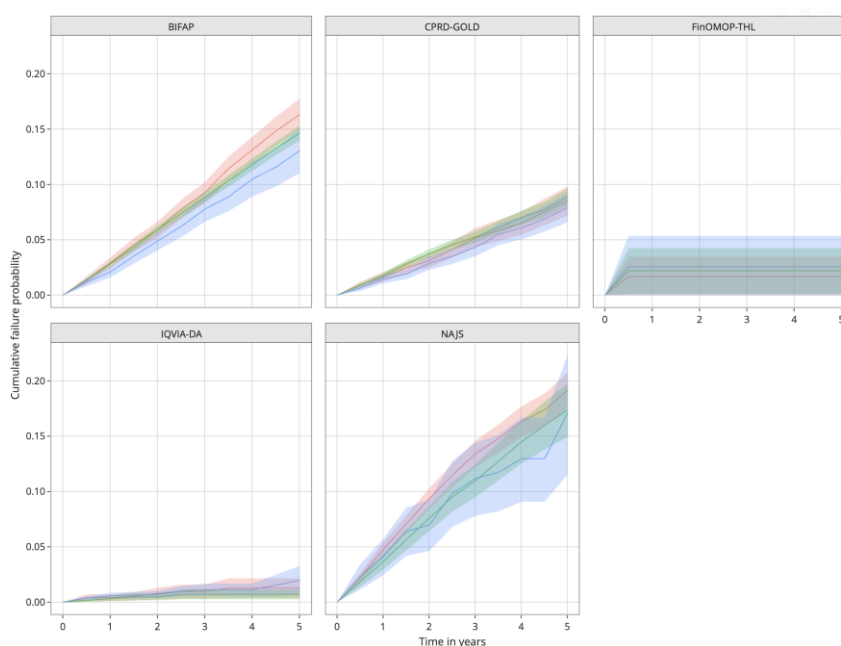 BIFAP CPRD-GOLD FinOMOP-THL
0.20
0.15
0.10
0.05
0.00
0 1 2 3 4 5
IQVIA-DA NAJS
0.20
0.15
0.10
0.05
0.00
0 1 2 3 4 5 0 1 2 3 4 5
Cumulative failure probability
Time in years